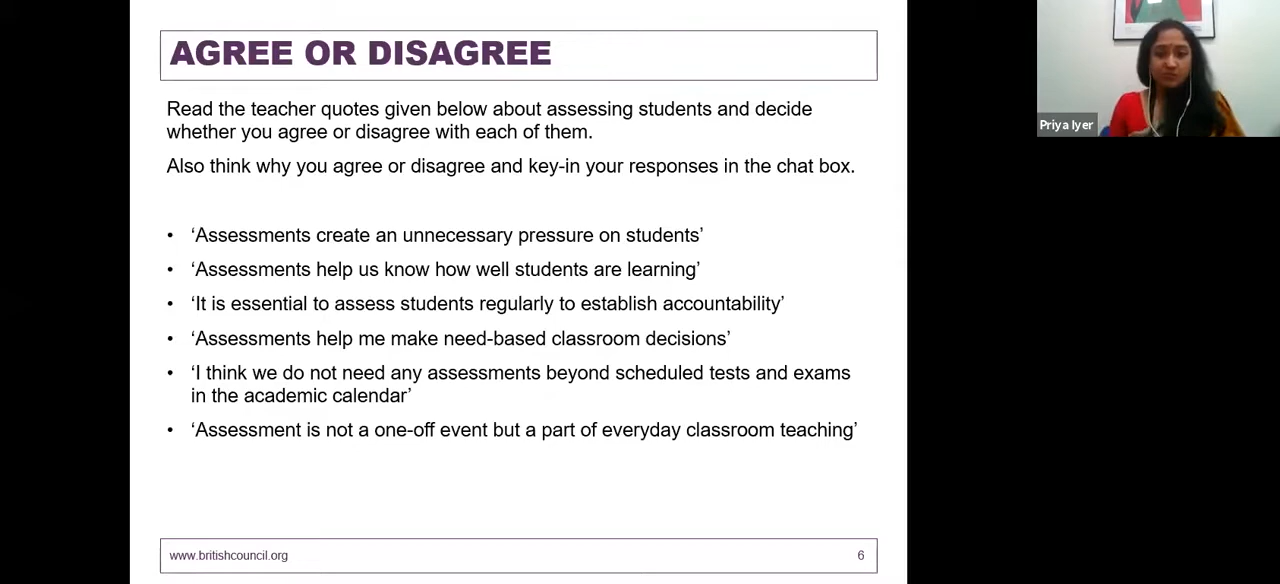 AGREE OR DISAGREE
Read the teacher quotes given below about assessing students and decide
whether you agree or disagree with each of them.
Also think why you agree or disagree and key-in your responses in the chat box.
• ‘Assessments create an unnecessary pressure on students’
• ‘Assessments help us know how well students are learning’
• ‘It is essential to assess students regularly to establish accountability’
• ‘Assessments help me make need-based classroom decisions’
• ‘I think we do not need any assessments beyond scheduled tests and exams
in the academic calendar’
• ‘Assessment is not a one-off event but a part of everyday classroom teaching’
www.britishcouncil.org
6
Priya Iyer